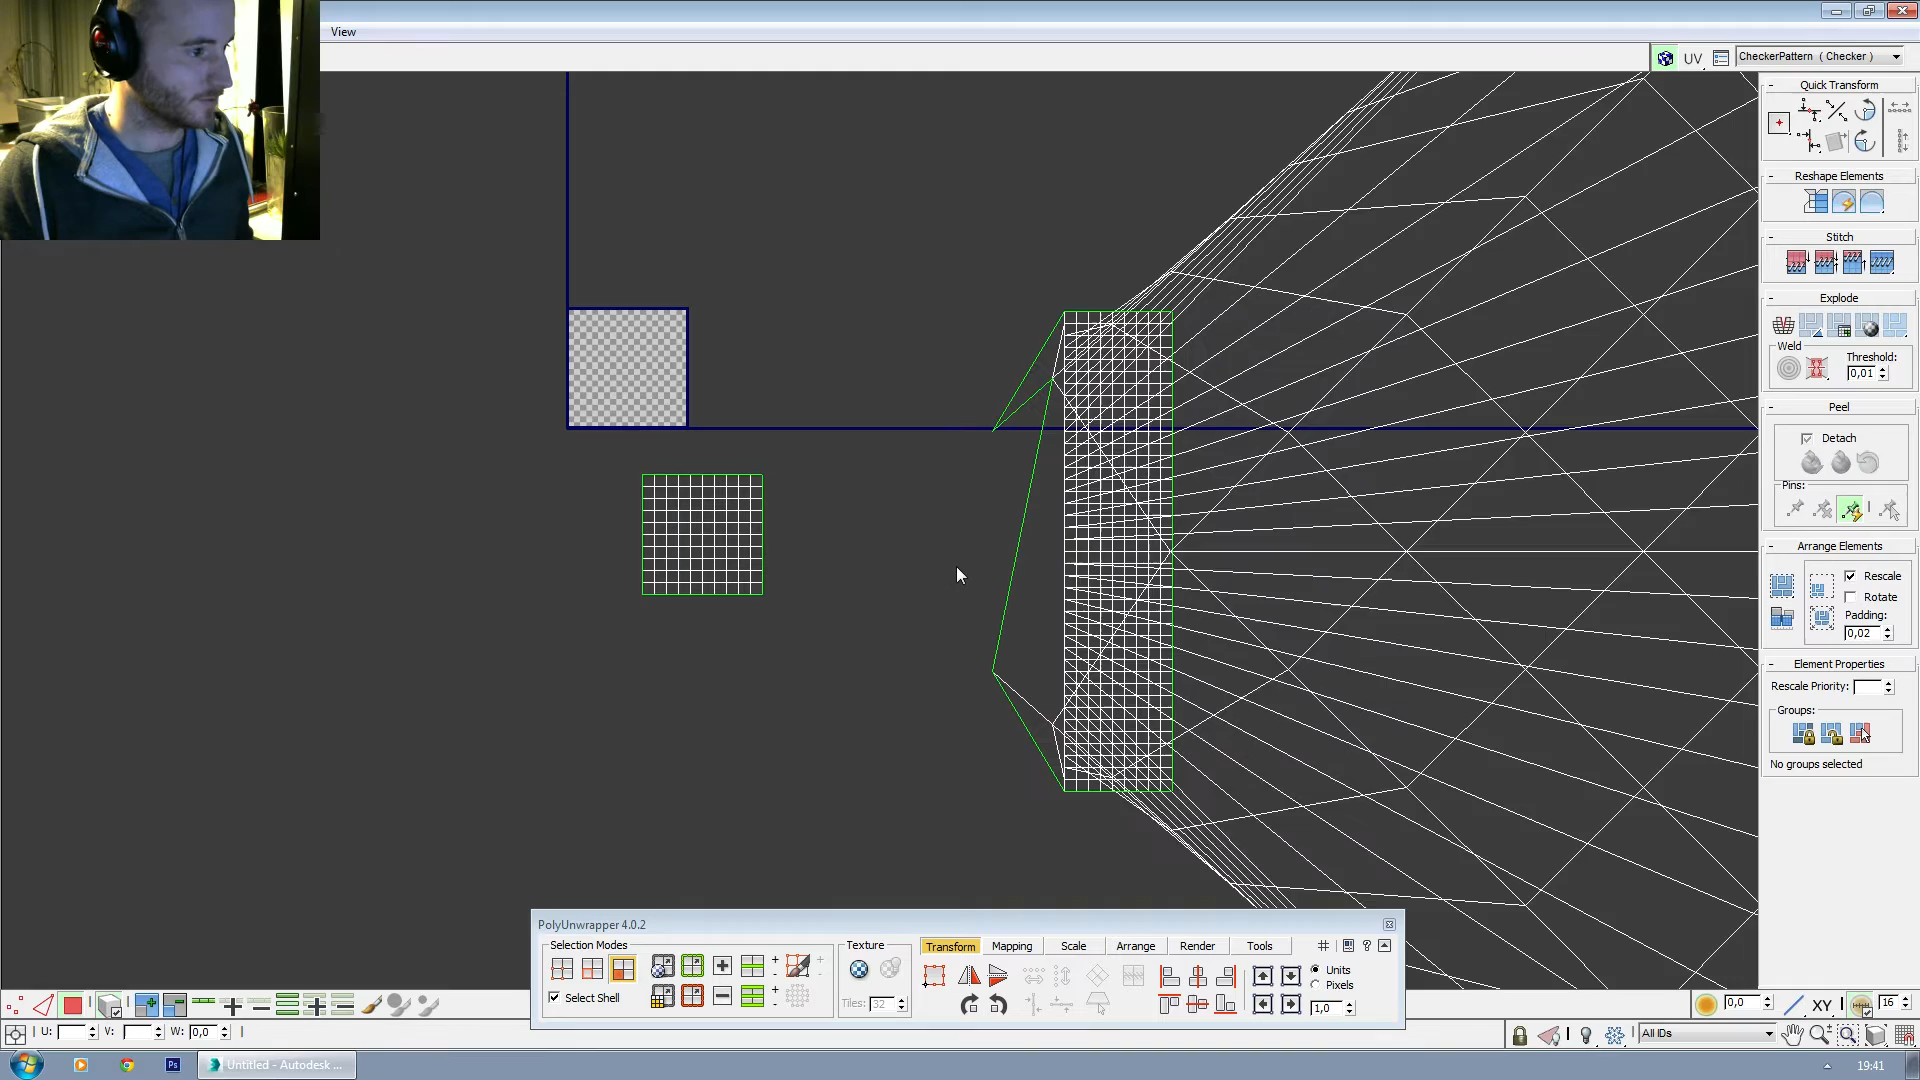 View
UV
CheckerPattern ( Checker )
Quick Transform
Reshape Elements
Stitch
Explode
Weld
Threshold:
0,01
Peel
Detach
Pins:
Arrange Elements
Rescale
Rotate
Padding:
0,02
Element Properties
Rescale Priority:
Groups:
No groups selected
PolyUnwrapper 4.0.2
Selection Modes
Select Shell
Texture
Tiles: 32
Transform
Mapping
Scale
Arrange
Render
Tools
Units
Pixels
1,0
0,0
XY
16
U:
V:
W: 0,0
All IDs
Ps
Untitled - Autodesk ...
19:41